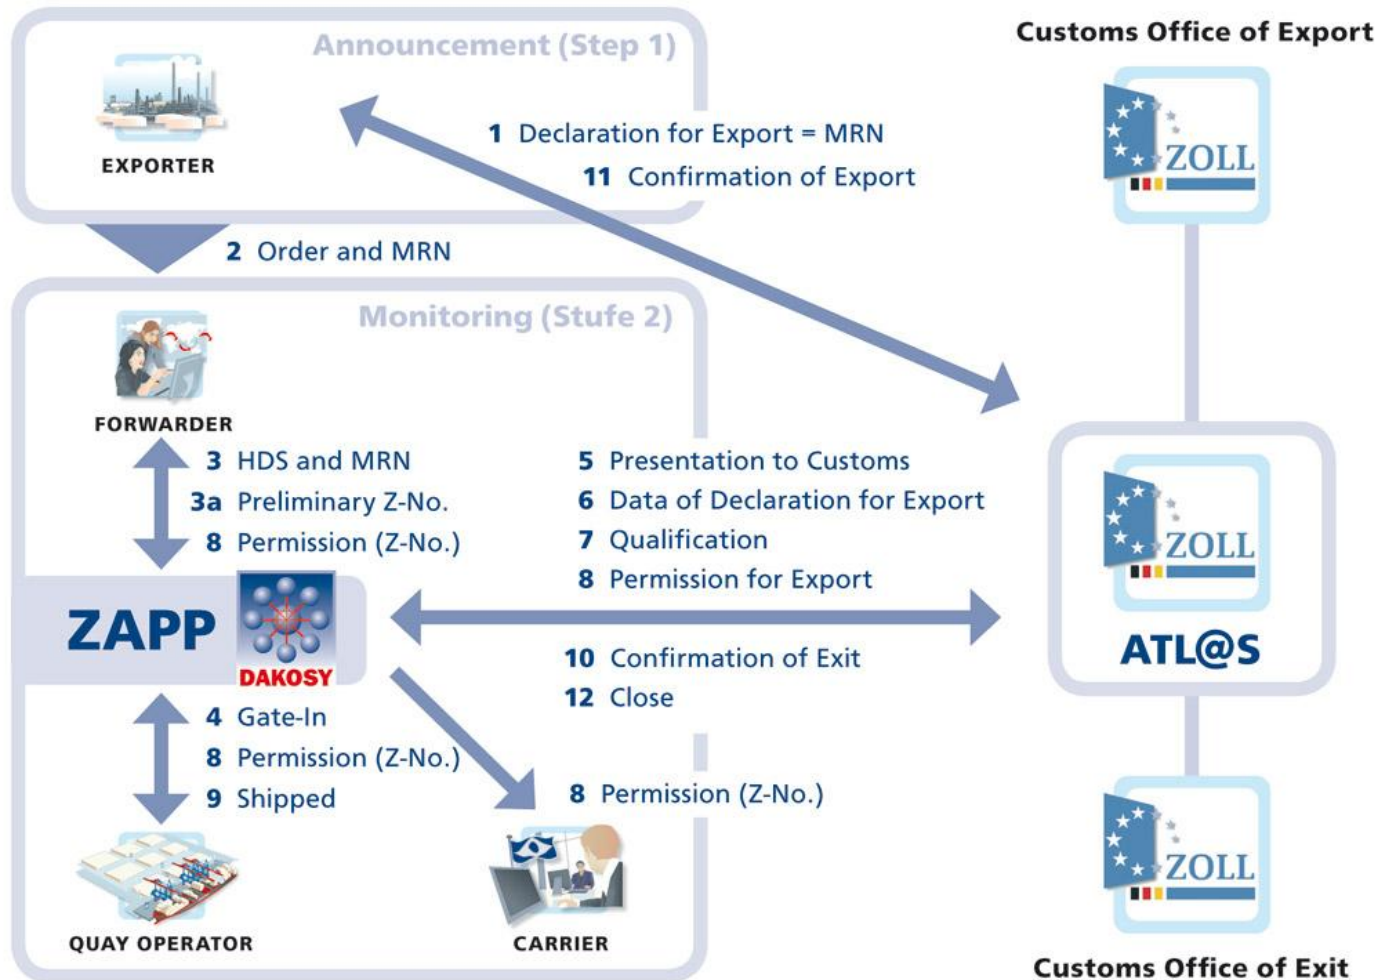 Announcement (Step 1)
EXPORTER
Customs Office of Export
ZOLL
1 Declaration for Export = MRN
11 Confirmation of Export
2 Order and MRN
Monitoring (Stufe 2)
FORWARDER
3 HDS and MRN
3a Preliminary Z-No.
8 Permission (Z-No.)
5 Presentation to Customs
6 Data of Declaration for Export
7 Qualification
8 Permission for Export
ZOLL
ATL@S
ZAPP
DAKOSY
10 Confirmation of Exit
12 Close
4 Gate-In
8 Permission (Z-No.)
9 Shipped
8 Permission (Z-No.)
QUAY OPERATOR
CARRIER
ZOLL
Customs Office of Exit